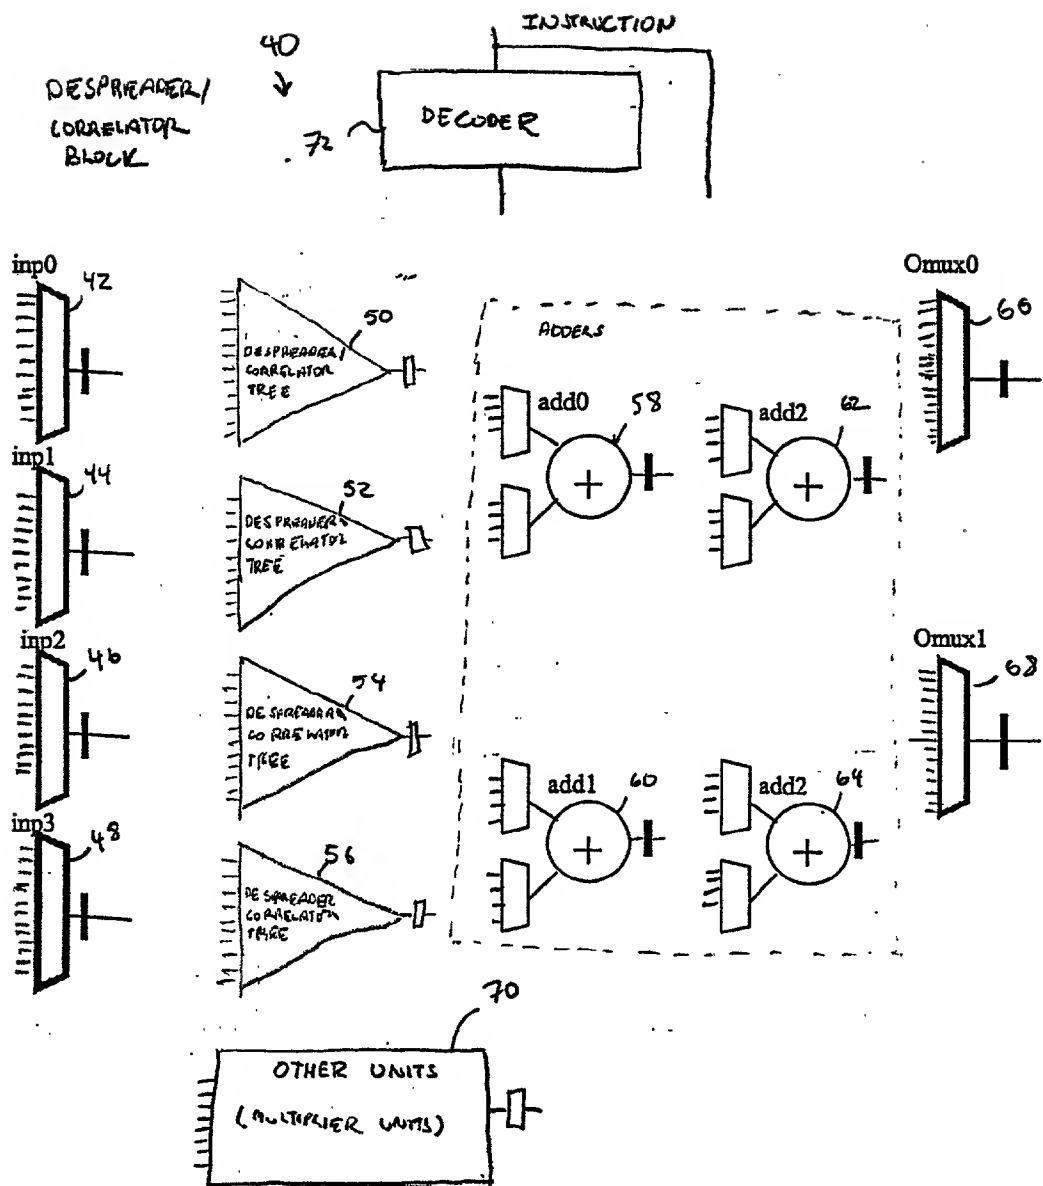 INSTRUCTION
40
DESPREADER/
CORRELATOR
BLOCK
72
DECODER
inp0
42
50
DESPREADER/
CORRELATOR
TREE
ADDERS
Omux0
66
add0
58
add2
62
inp1
44
52
DESPREADER
CORRELATOR
TREE
inp2
46
54
DESPREADER
CORRELATOR
TREE
Omux1
68
inp3
48
56
DESPREADER
CORRELATOR
TREE
add1
60
add2
64
70
OTHER UNITS
(MULTIPLIER UNITS)